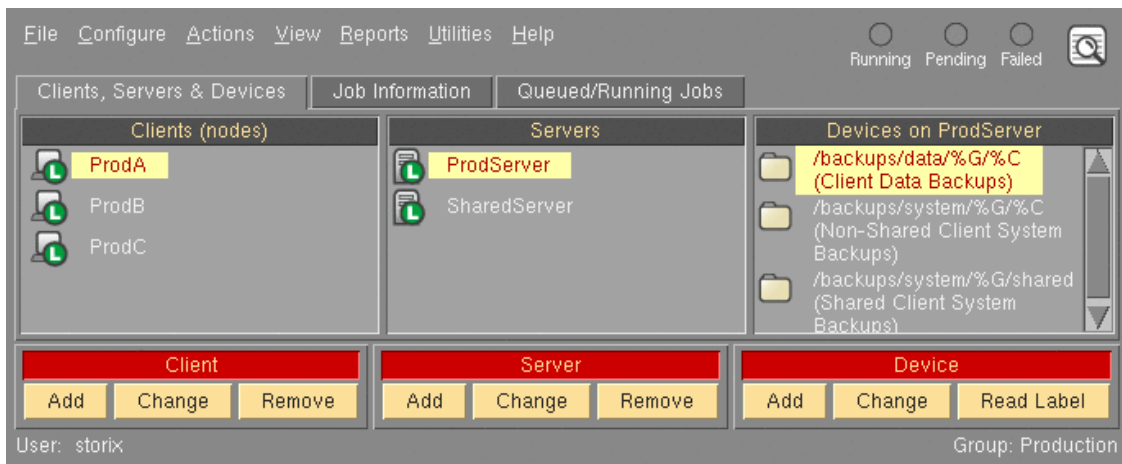 File Configure Actions View Reports Utilities Help
Running Pending Failed
Clients, Servers & Devices Job Information Queued/Running Jobs
Clients (nodes)
ProdA
ProdB
ProdC
Servers
ProdServer
SharedServer
Devices on ProdServer
/backups/data/%G/%C
(Client Data Backups)
/backups/system/%G/%C
(Non-Shared Client System
Backups)
/backups/system/%G/shared
(Shared Client System
Backups)
Client
Add Change Remove
Server
Add Change Remove
Device
Add Change Read Label
User: storix
Group: Production